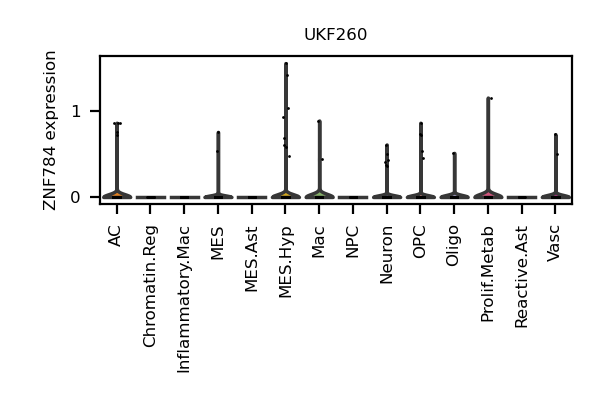 UKF260
ZNF784 expression
1
0
AC
Chromatin.Reg
Inflammatory.Mac
MES
MES.Ast
MES.Hyp
Mac
NPC
Neuron
OPC
Oligo
Prolif.Metab
Reactive.Ast
Vasc